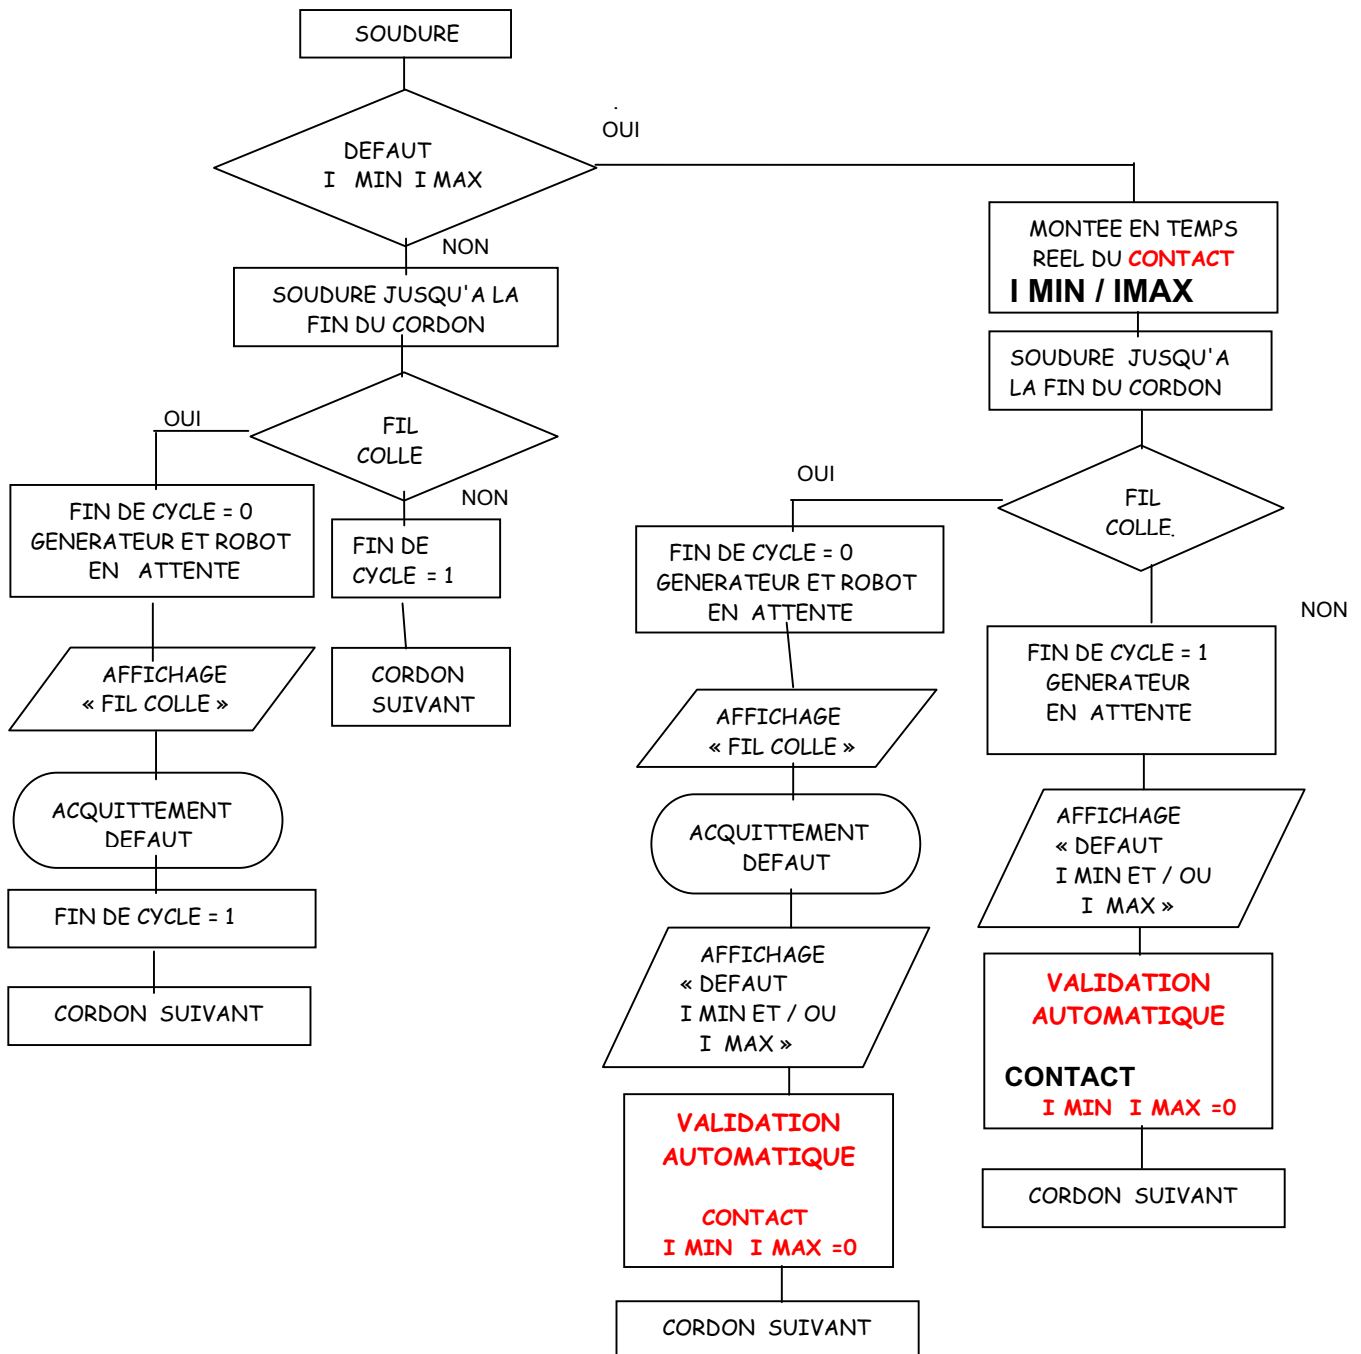 SOUDURE
DEFAUT
I MIN I MAX
OUI
NON
MONTEE EN TEMPS
REEL DU CONTACT
I MIN / IMAX
SOUDURE JUSQU'A LA
FIN DU CORDON
SOUDURE JUSQU'A
LA FIN DU CORDON
OUI
FIL
COLLE
NON
OUI
FIL
COLLE.
NON
FIN DE CYCLE = 0
GENERATEUR ET ROBOT
EN ATTENTE
FIN DE
CYCLE = 1
FIN DE CYCLE = 0
GENERATEUR ET ROBOT
EN ATTENTE
FIN DE CYCLE = 1
GENERATEUR
EN ATTENTE
AFFICHAGE
« FIL COLLE »
CORDON
SUIVANT
AFFICHAGE
« FIL COLLE »
AFFICHAGE
« DEFAUT
I MIN ET / OU
I MAX »
ACQUITTEMENT
DEFAUT
ACQUITTEMENT
DEFAUT
FIN DE CYCLE = 1
CORDON SUIVANT
AFFICHAGE
« DEFAUT
I MIN ET / OU
I MAX »
VALIDATION
AUTOMATIQUE
CONTACT
I MIN I MAX =0
VALIDATION
AUTOMATIQUE
CONTACT
I MIN I MAX =0
CORDON SUIVANT
CORDON SUIVANT